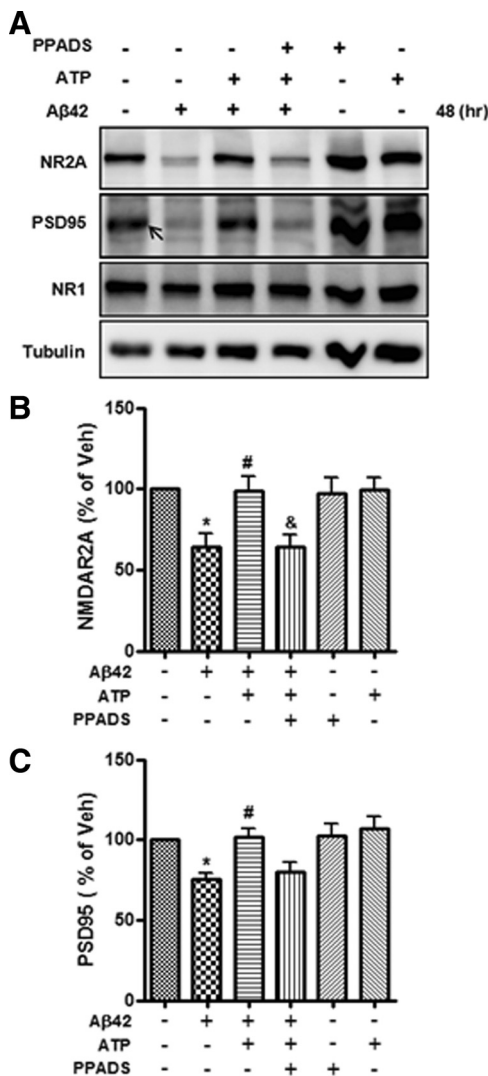 A
PPADS - - - + + -
ATP - - + + - +
Aβ42 - + + + - - 48 (hr)
NR2A
PSD95
NR1
Tubulin
B
NMDAR2A (% of Veh)
150
100
50
0
* # &
Aβ42 - + + + - -
ATP - - + + - +
PPADS - - - + + -
C
PSD95 ( % of Veh)
150
100
50
0
* #
Aβ42 - + + + - -
ATP - - + + - +
PPADS - - - + + -